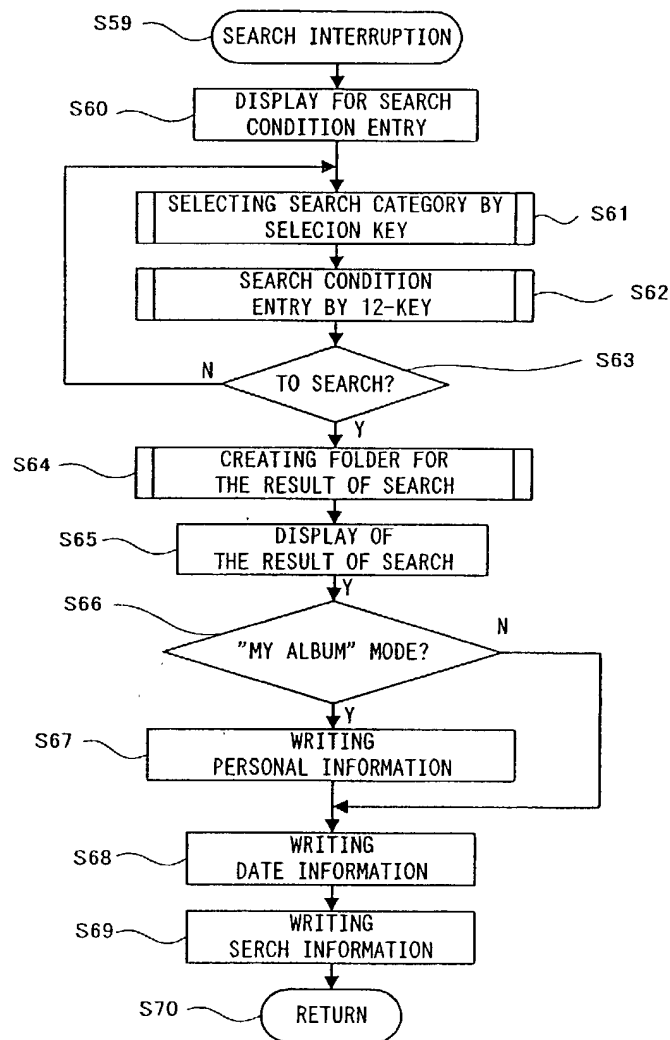 S59
SEARCH INTERRUPTION
S60
DISPLAY FOR SEARCH
CONDITION ENTRY
SELECTING SEARCH CATEGORY BY
SELECION KEY
S61
SEARCH CONDITION
ENTRY BY 12-KEY
S62
S63
N
TO SEARCH?
Y
S64
CREATING FOLDER FOR
THE RESULT OF SEARCH
S65
DISPLAY OF
THE RESULT OF SEARCH
Y
S66
N
"MY ALBUM" MODE?
Y
S67
WRITING
PERSONAL INFORMATION
S68
WRITING
DATE INFORMATION
S69
WRITING
SERCH INFORMATION
S70
RETURN